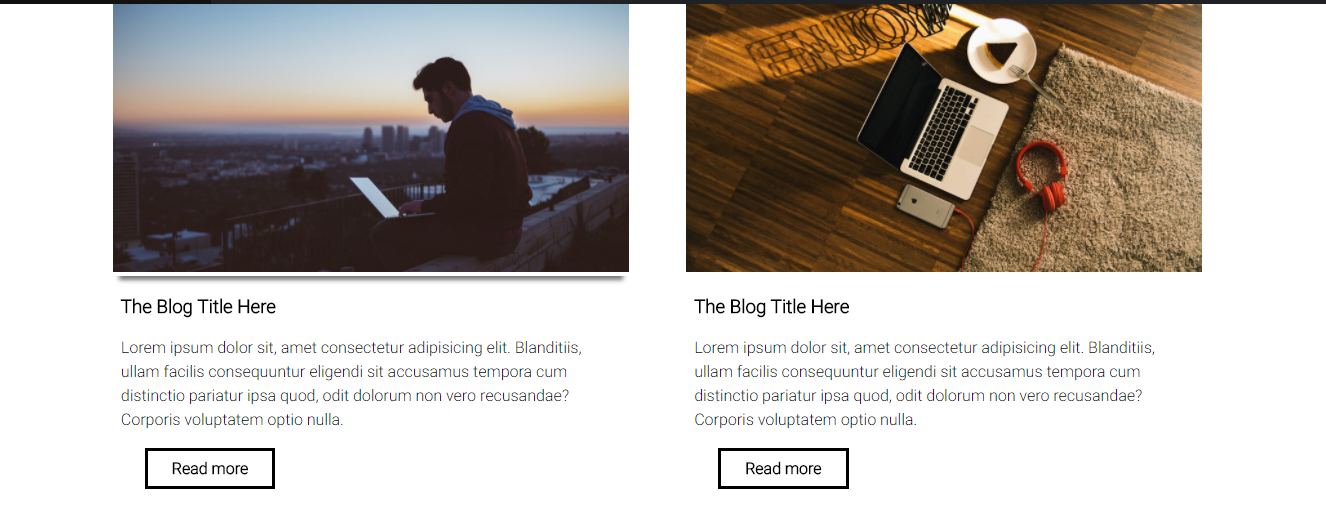 ENJOY
The Blog Title Here
Lorem ipsum dolor sit, amet consectetur adipisicing elit. Blanditiis,
ullam facilis consequuntur eligendi sit accusamus tempora cum
distinctio pariatur ipsa quod, odit dolorum non vero recusandae?
Corporis voluptatem optio nulla.
Read more
The Blog Title Here
Lorem ipsum dolor sit, amet consectetur adipisicing elit. Blanditiis,
ullam facilis consequuntur eligendi sit accusamus tempora cum
distinctio pariatur ipsa quod, odit dolorum non vero recusandae?
Corporis voluptatem optio nulla.
Read more